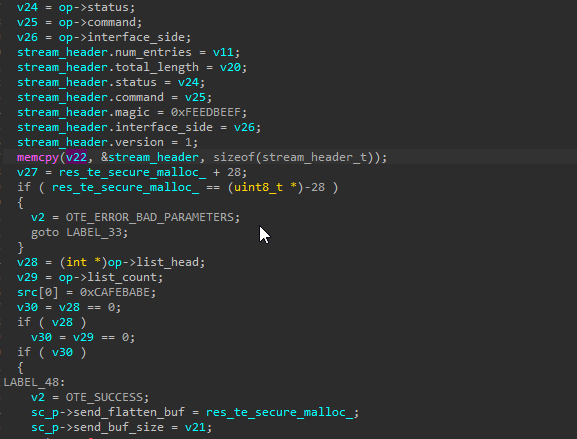 v24 = op->status;
v25 = op->command;
v26 = op->interface_side;
stream_header.num_entries = v11;
stream_header.total_length = v20;
stream_header.status = v24;
stream_header.command = v25;
stream_header.magic = 0xFEEDBEEF;
stream_header.interface_side = v26;
stream_header.version = 1;
memcpy(v22, &stream_header, sizeof(stream_header_t));
v27 = res_te_secure_malloc_ + 28;
if ( res_te_secure_malloc_ == (uint8_t *)-28 )
{
v2 = OTE_ERROR_BAD_PARAMETERS;
goto LABEL_33;
}
v28 = (int *)op->list_head;
v29 = op->list_count;
src[0] = 0xCAFEBABE;
v30 = v28 == 0;
if ( v28 )
v30 = v29 == 0;
if ( v30 )
{
LABEL_48:
v2 = OTE_SUCCESS;
sc_p->send_flatten_buf = res_te_secure_malloc_;
sc_p->send_buf_size = v21;